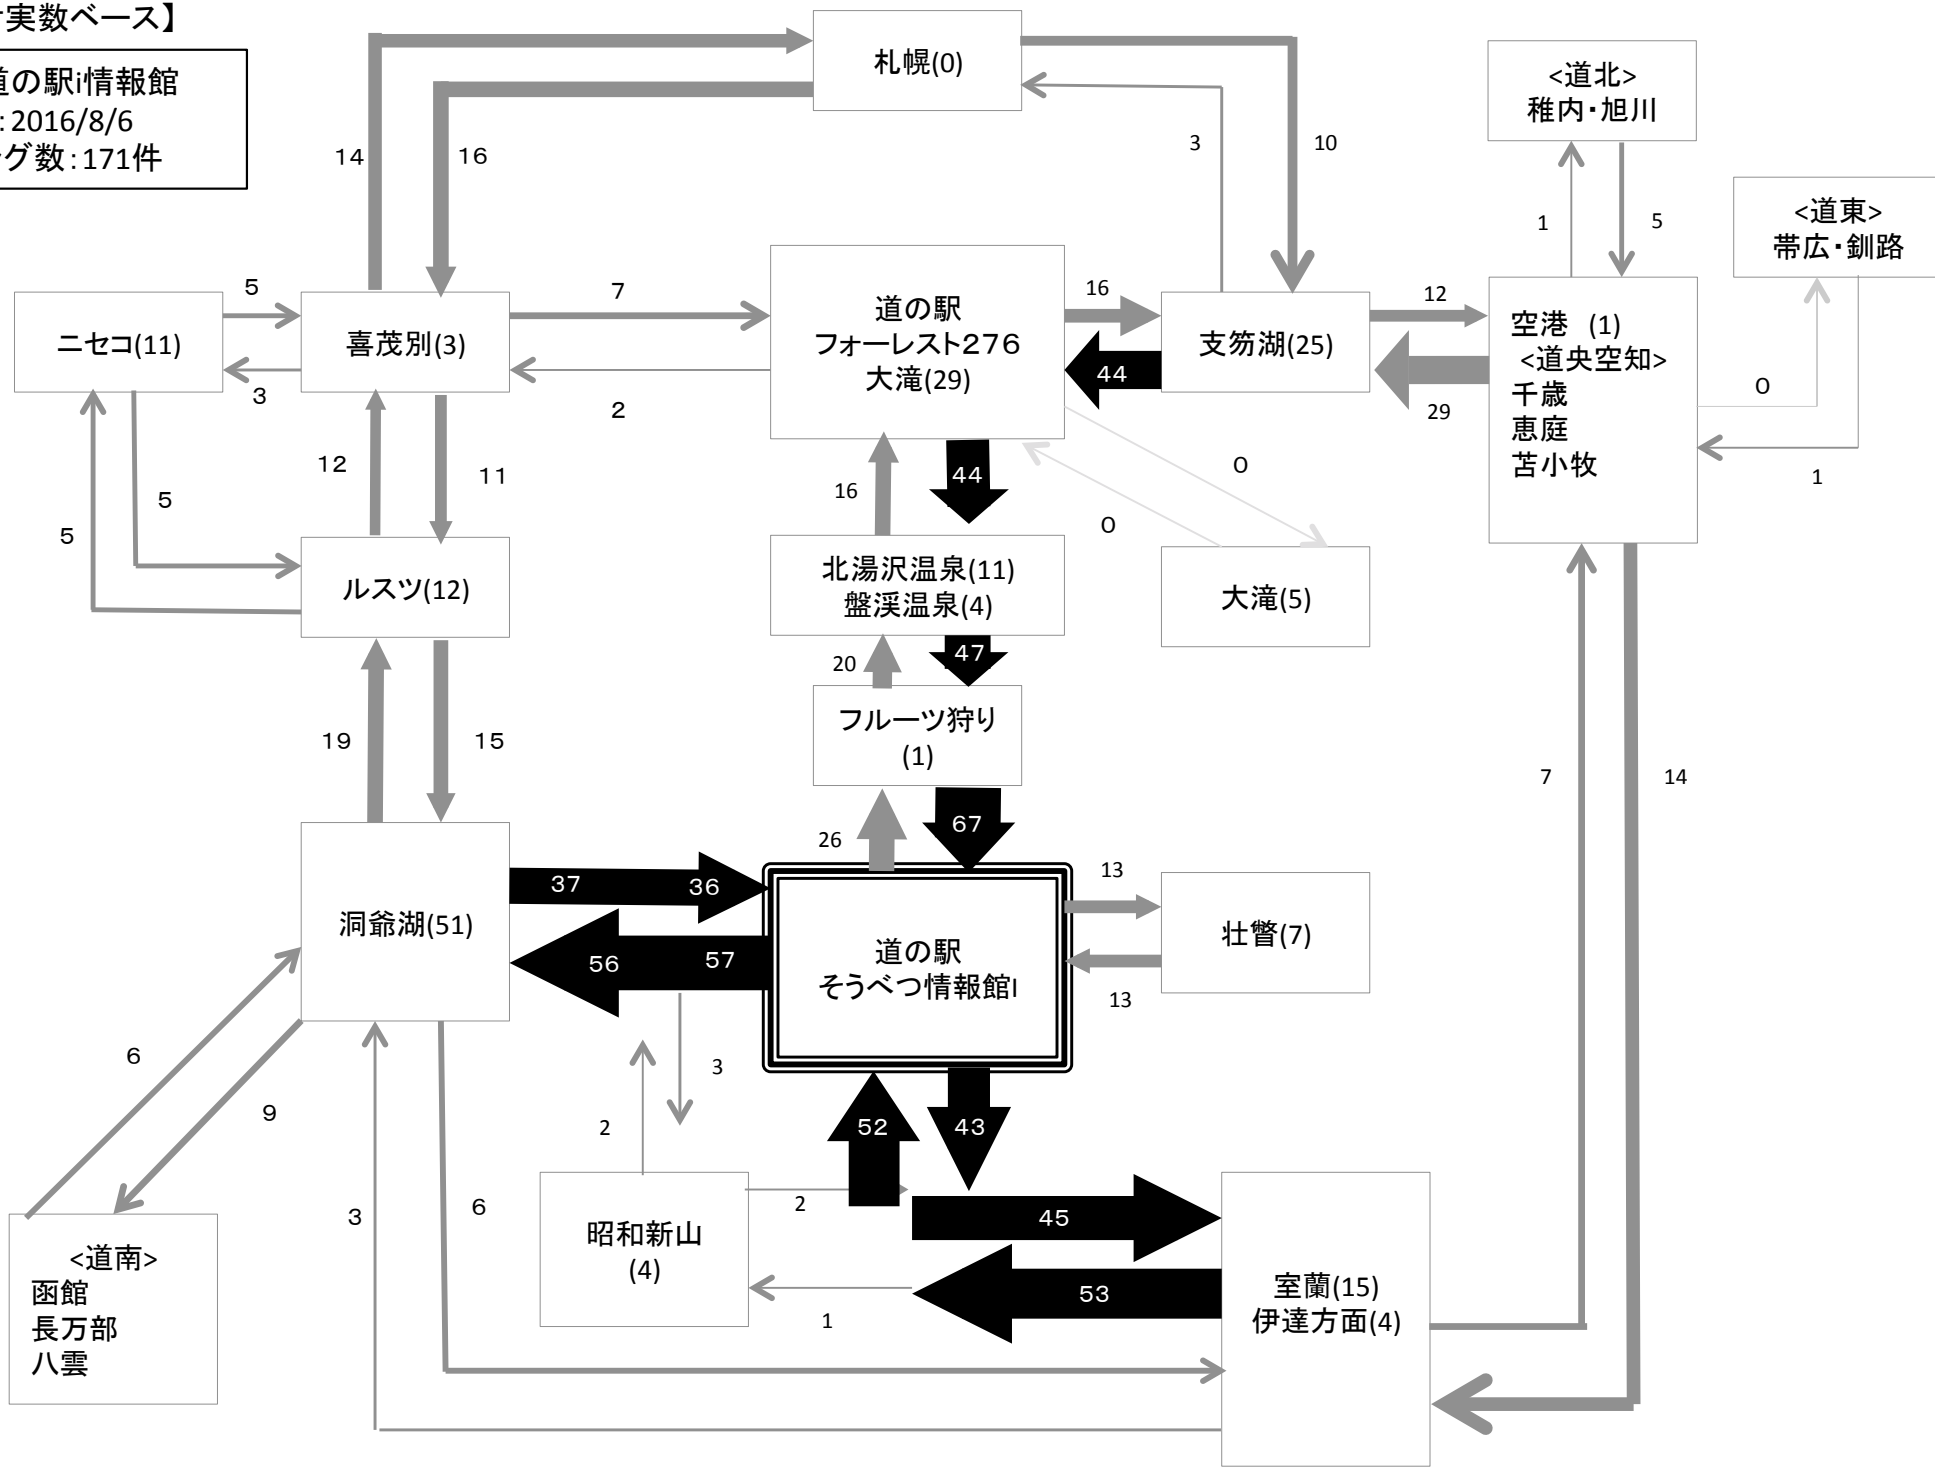 実数ベース】
道の駅i情報館
：2016/8/6
グ数：171件
札幌(0)
<道北>
稚内・旭川
<道東>
帯広・釧路
14
16
3
10
1
5
ニセコ(11)
5
3
喜茂別(3)
7
2
道の駅
フォーレスト276
大滝(29)
16
44
支笏湖(25)
12
29
空港 (1)
<道央空知>
千歳
恵庭
苫小牧
0
1
12
11
5
5
16
44
0
0
ルスツ(12)
北湯沢温泉(11)
盤渓温泉(4)
大滝(5)
20
47
フルーツ狩り
(1)
19
15
7
14
26
67
洞爺湖(51)
37
36
56
57
道の駅
そうべつ情報館I
13
13
壮瞥(7)
6
9
2
3
52
43
3
6
<道南>
函館
長万部
八雲
昭和新山
(4)
2
1
45
53
室蘭(15)
伊達方面(4)